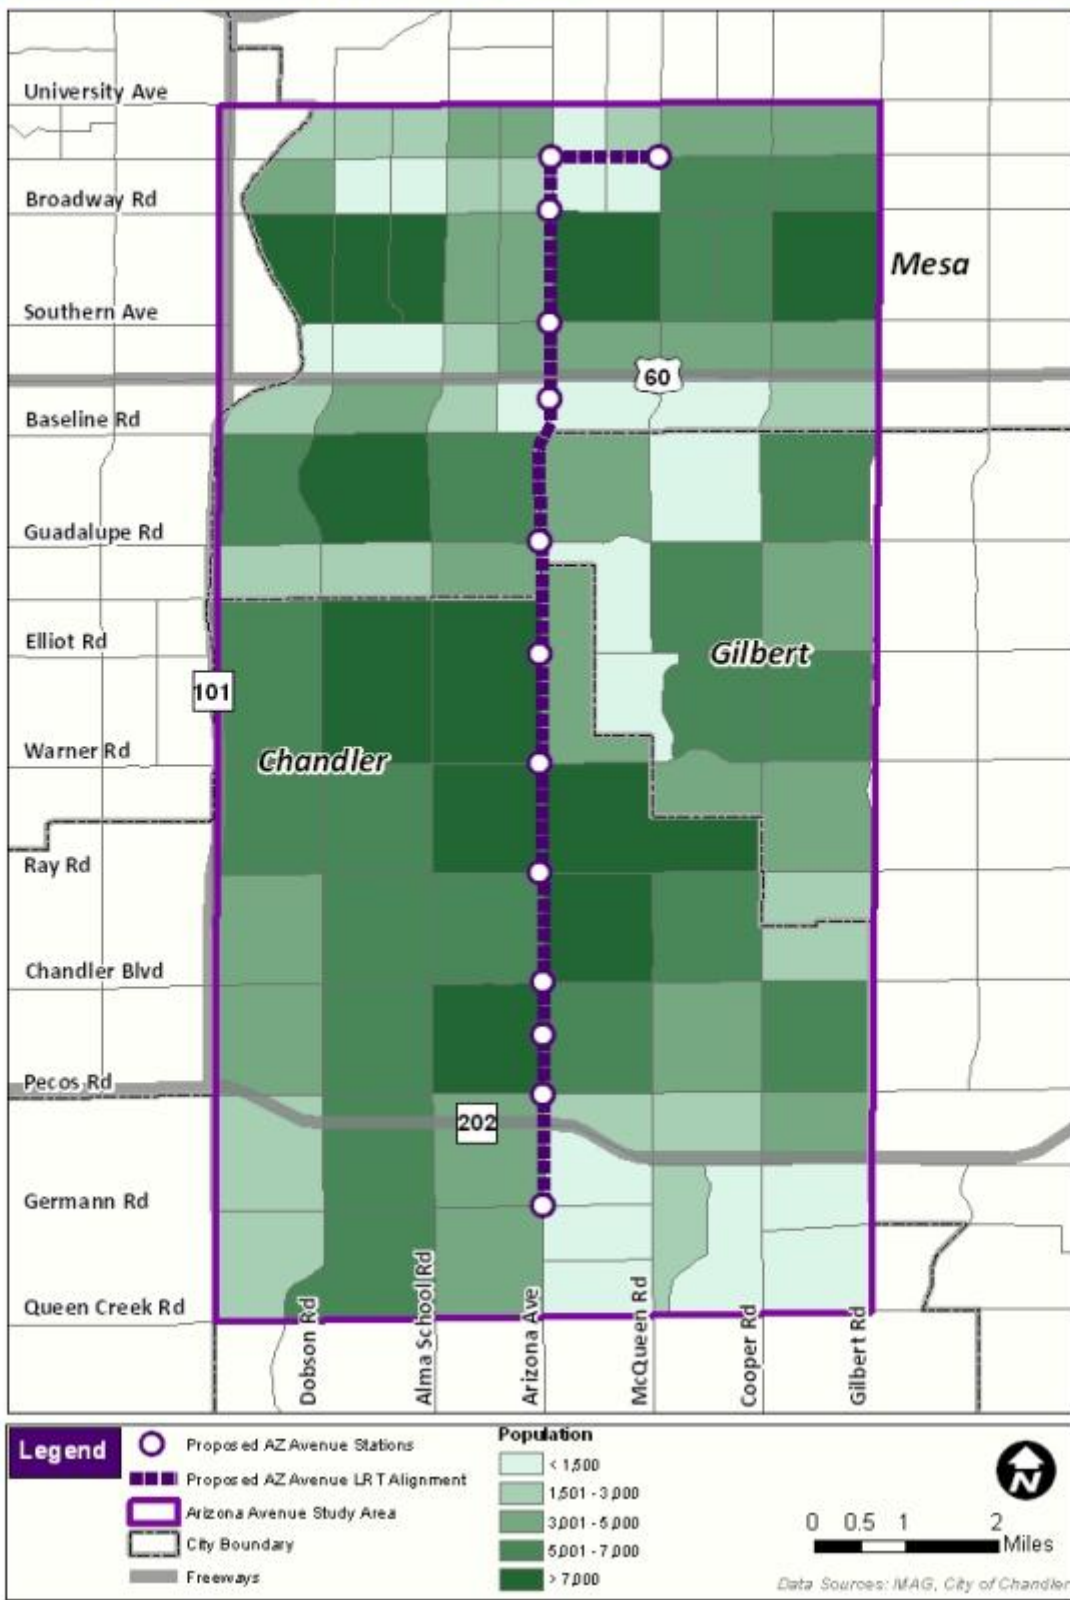 University Ave
Broadway Rd
Mesa
Southern Ave
60
Baseline Rd
Guadalupe Rd
Elliot Rd
Gilbert
101
Warner Rd
Chandler
Ray Rd
Chandler Blvd
Pecos Rd
202
Germann Rd
Queen Creek Rd
Dobson Rd
Alma School Rd
Arizona Ave
McQueen Rd
Cooper Rd
Gilbert Rd
Legend
Proposed AZ Avenue Stations
Proposed AZ Avenue LRT Alignment
Arizona Avenue Study Area
City Boundary
Freeways
Population
< 1,500
1,501 - 3,000
3,001 - 5,000
5,001 - 7,000
> 7,000
N
0 0.5 1 2
Miles
Data Sources: MAG, City of Chandler